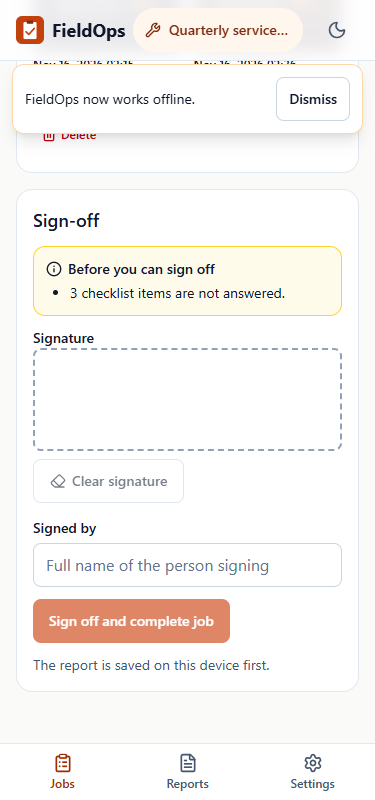 FieldOps
Quarterly service...
FieldOps now works offline.
Dismiss
Delete
Sign-off
Before you can sign off
3 checklist items are not answered.
Signature
Clear signature
Signed by
Full name of the person signing
Sign off and complete job
The report is saved on this device first.
Jobs
Reports
Settings